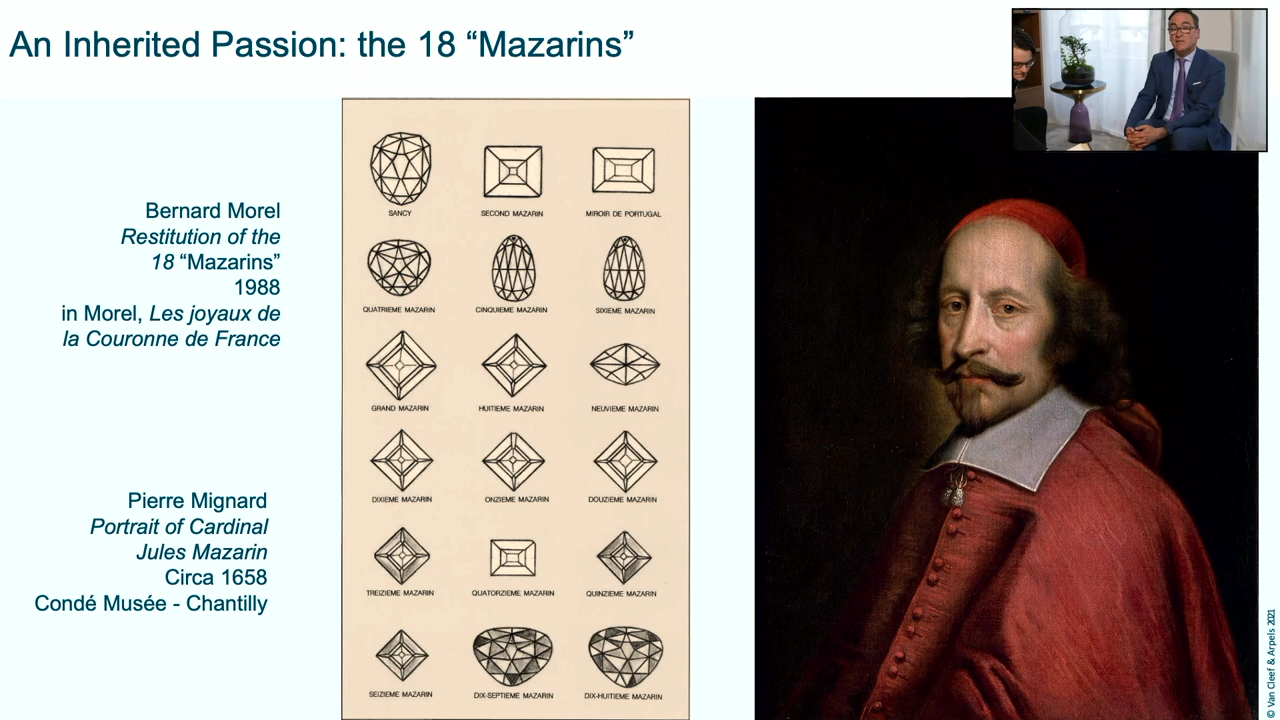 An Inherited Passion: the 18 “Mazarins”
Bernard Morel
Restitution of the
18 “Mazarins”
1988
in Morel, Les joyaux de
la Couronne de France
Pierre Mignard
Portrait of Cardinal
Jules Mazarin
Circa 1658
Condé Musée - Chantilly
SANCY
SECOND MAZARIN
MIROIR DE PORTUGAL
QUATRIEME MAZARIN
CINQUIEME MAZARIN
SIXIEME MAZARIN
GRAND MAZARIN
HUITIEME MAZARIN
NEUVIEME MAZARIN
DIXIEME MAZARIN
ONZIEME MAZARIN
DOUZIEME MAZARIN
TREIZIEME MAZARIN
QUATORZIEME MAZARIN
QUINZIEME MAZARIN
SEIZIEME MAZARIN
DIX-SEPTIEME MAZARIN
DIX-HUITIEME MAZARIN
© Van Cleef & Arpels 2021